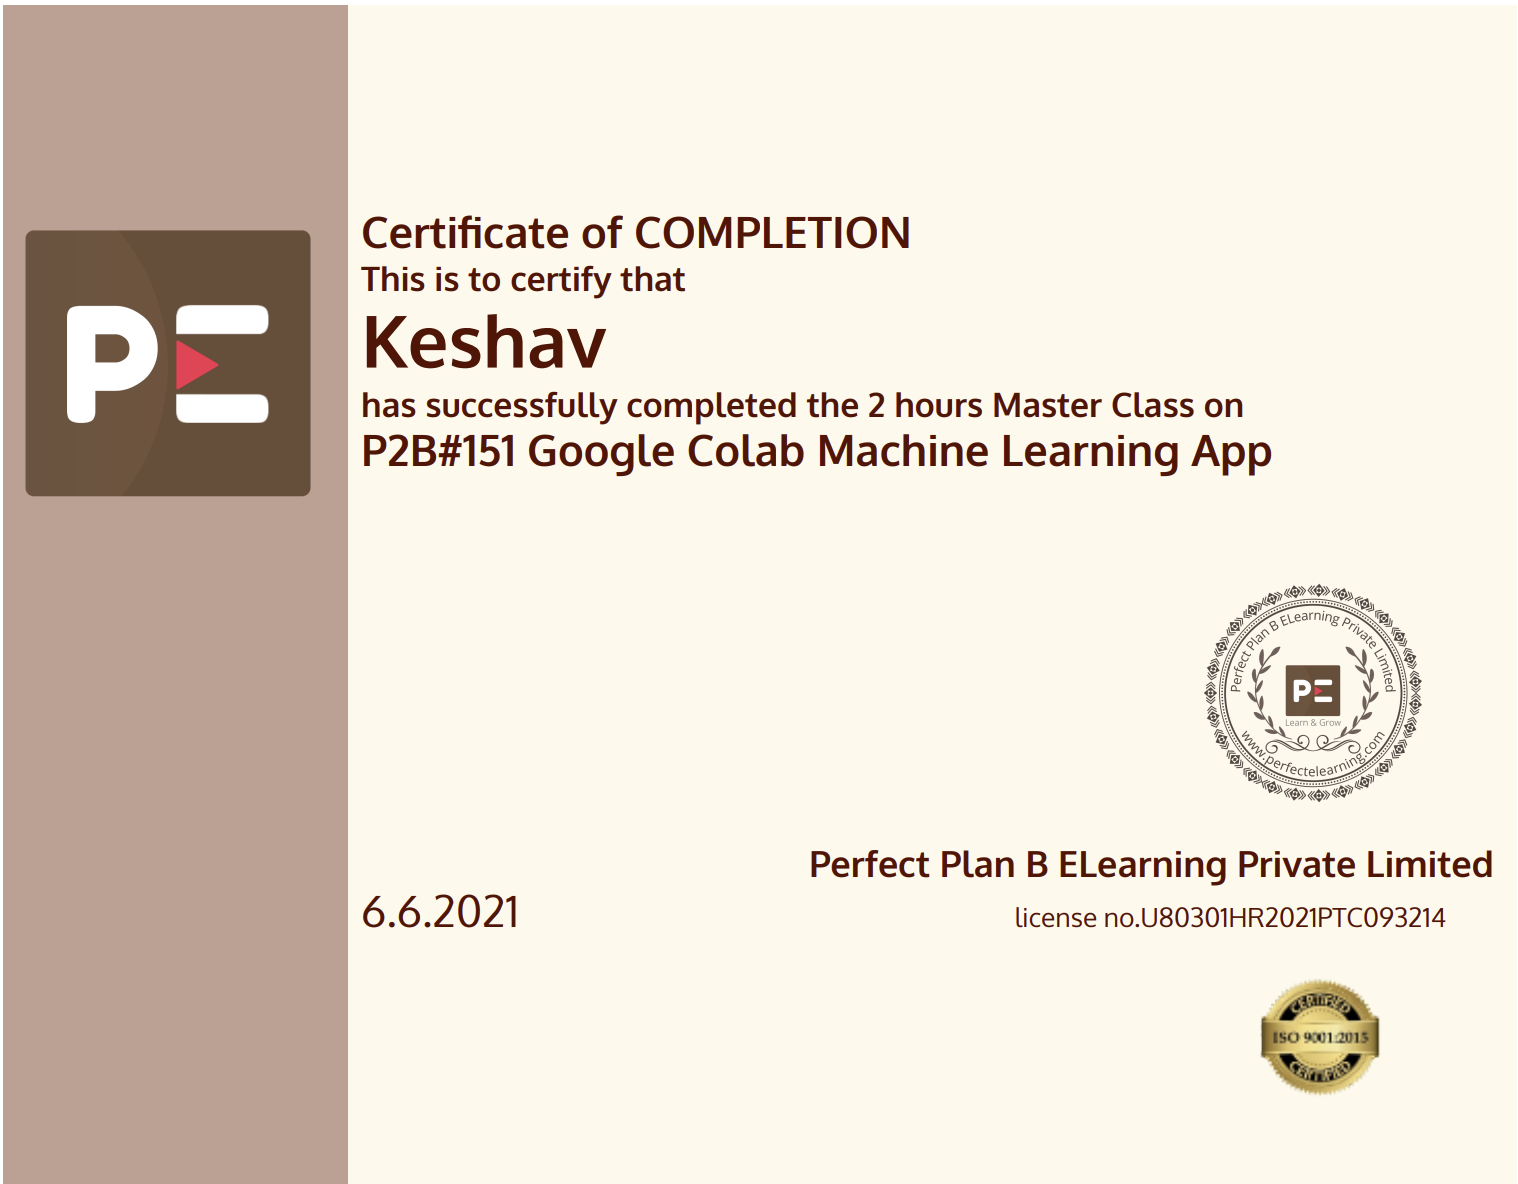 PE
Certificate of COMPLETION
This is to certify that
Keshav
has successfully completed the 2 hours Master Class on
P2B#151 Google Colab Machine Learning App
Perfect Plan B ELearning Private Limited
PE
Learn & Grow
www.perfectelearning.com
Perfect Plan B ELearning Private Limited
6.6.2021
license no.U80301HR2021PTC093214
CERTIFIED
ISO 9001:2015
CERTIFIED